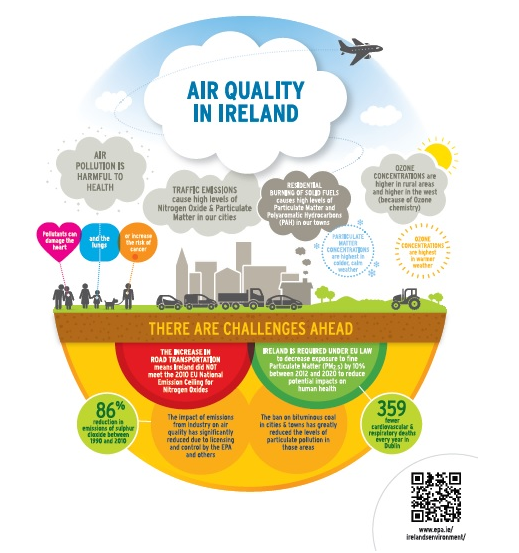 AIR QUALITY
IN IRELAND
AIR
POLLUTION IS
HARMFUL TO
HEALTH
TRAFFIC EMISSIONS
cause high levels of
Nitrogen Oxide & Particulate
Matter in our cities
RESIDENTIAL
BURNING OF SOLID FUELS
causes high levels of
Particulate Matter and
Polyaromatic Hydrocarbons
(PAH) in our towns
OZONE
CONCENTRATIONS are
higher in rural areas
and higher in the west
(because of Ozone
chemistry)
Pollutants can
damage the
heart
and the
lungs
or increase
the risk of
cancer
PARTICULATE
MATTER
CONCENTRATIONS
are highest in
colder, calm
weather
OZONE
CONCENTRATIONS
are highest
in warmer
weather
THERE ARE CHALLENGES AHEAD
THE INCREASE IN
ROAD TRANSPORTATION
means Ireland did NOT
meet the 2010 EU National
Emission Ceiling for
Nitrogen Oxides
IRELAND IS REQUIRED UNDER EU LAW
to decrease exposure to fine
Particulate Matter (PM2.5) by 10%
between 2012 and 2020 to reduce
potential impacts on
human health
86%
reduction in
emissions of sulphur
dioxide between
1990 and 2010
The impact of emissions
from industry on air
quality has significantly
reduced due to licensing
and control by the EPA
and others
The ban on bituminous coal
in cities & towns has greatly
reduced the levels of
particulate pollution in
those areas
359
fewer
cardiovascular &
respiratory deaths
every year in
Dublin
www.epa.ie/
irelandsenvironment/